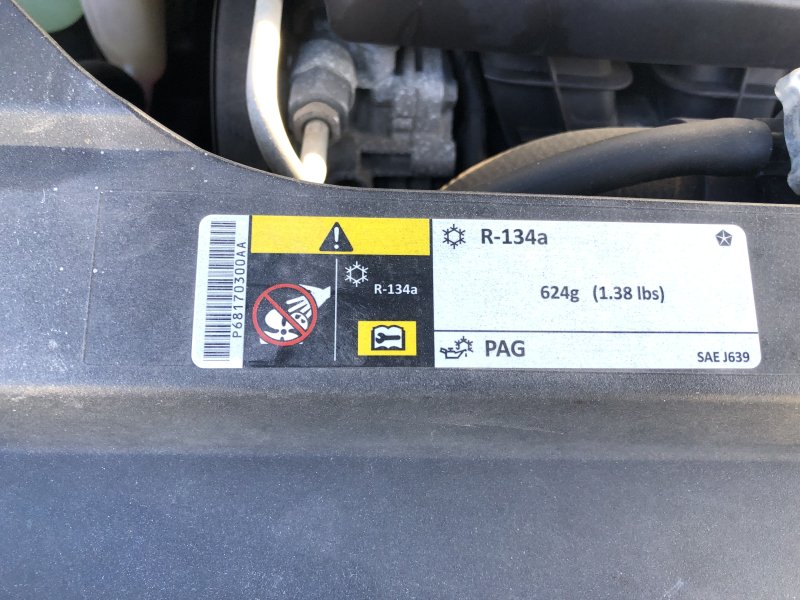 P68170300AA
R-134a
R-134a
624g (1.38 lbs)
PAG
SAE J639